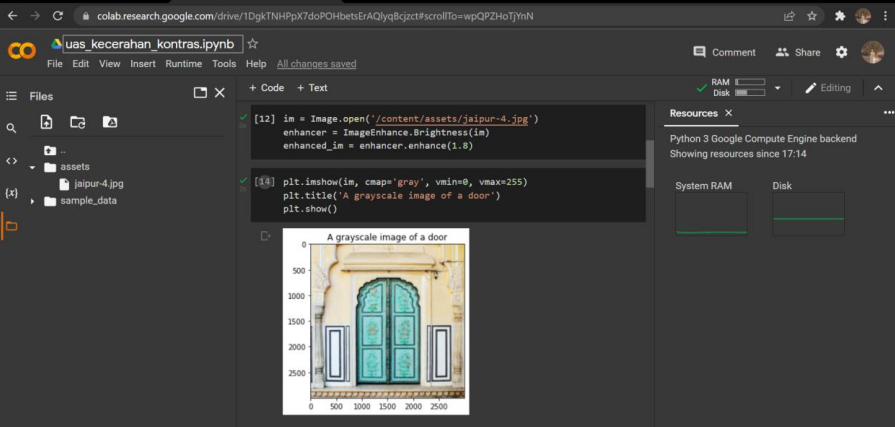 colab.research.google.com/drive/1DgkTNHPpX7doPOHbetsErAQlyqBcjzct#scrollTo=wpQPZHoTjYnN
CO
uas_kecerahan_kontras.ipynb
File Edit View Insert Runtime Tools Help All changes saved
Comment Share
Files
+ Code + Text
RAM
Disk
Editing
..
assets
jaipur-4.jpg
sample_data
{x}
[12] im = Image.open('/content/assets/jaipur-4.jpg')
enhancer = ImageEnhance.Brightness(im)
enhanced_im = enhancer.enhance(1.8)
[14] plt.imshow(im, cmap='gray', vmin=0, vmax=255)
plt.title('A grayscale image of a door')
plt.show()
A grayscale image of a door
0
500
1000
1500
2000
2500
0 500 1000 1500 2000 2500
Resources
Python 3 Google Compute Engine backend
Showing resources since 17:14
System RAM Disk